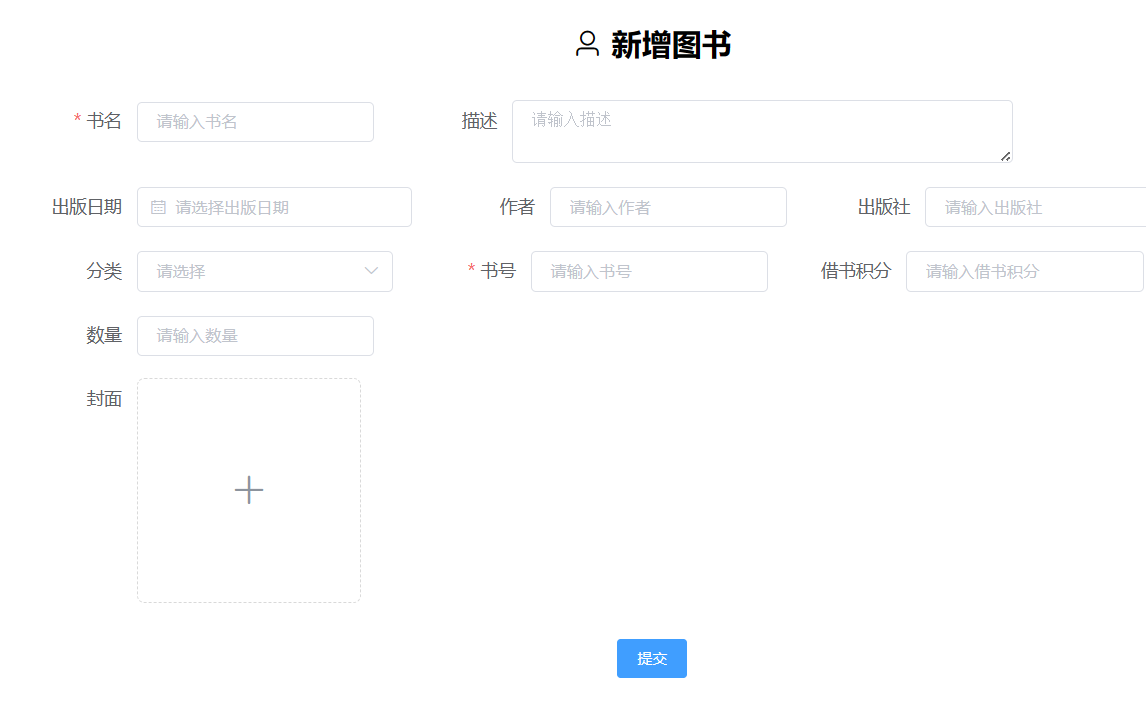 新增图书
* 书名 请输入书名 描述 请输入描述
出版日期 请选择出版日期 作者 请输入作者 出版社 请输入出版社
分类 请选择 * 书号 请输入书号 借书积分 请输入借书积分
数量 请输入数量
封面
提交